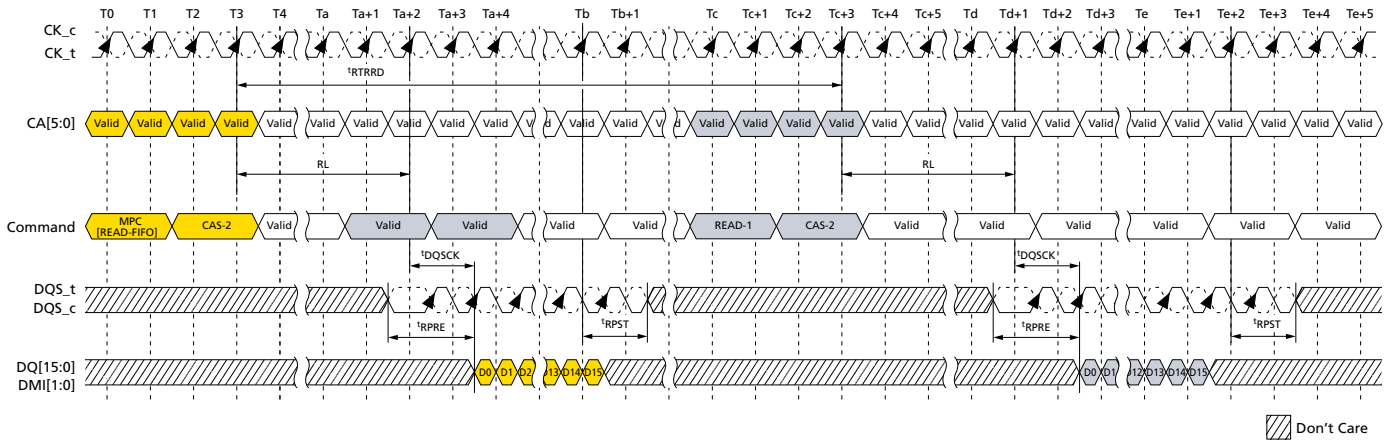 T0 T1 T2 T3 T4 Ta Ta+1 Ta+2 Ta+3 Ta+4 Tb Tb+1 Tc Tc+1 Tc+2 Tc+3 Tc+4 Tc+5 Td Td+1 Td+2 Td+3 Te Te+1 Te+2 Te+3 Te+4 Te+5
CK_c
CK_t
tRTRRD
CA[5:0] Valid Valid Valid Valid Valid Valid Valid Valid Valid Valid Valid Valid Valid Valid Valid Valid Valid Valid Valid Valid Valid Valid Valid Valid Valid Valid Valid Valid
RL RL
MPC
Command [READ-FIFO] CAS-2 Valid Valid Valid Valid Valid READ-1 CAS-2 Valid Valid Valid Valid Valid Valid
tDQSCK tDQSCK
DQS_t
DQS_c
tRPRE tRPST tRPRE tRPST
DQ[15:0] D0 D1 D2 D13 D14 D15 D0 D1 D12 D13 D14 D15
DMI[1:0]
Don't Care